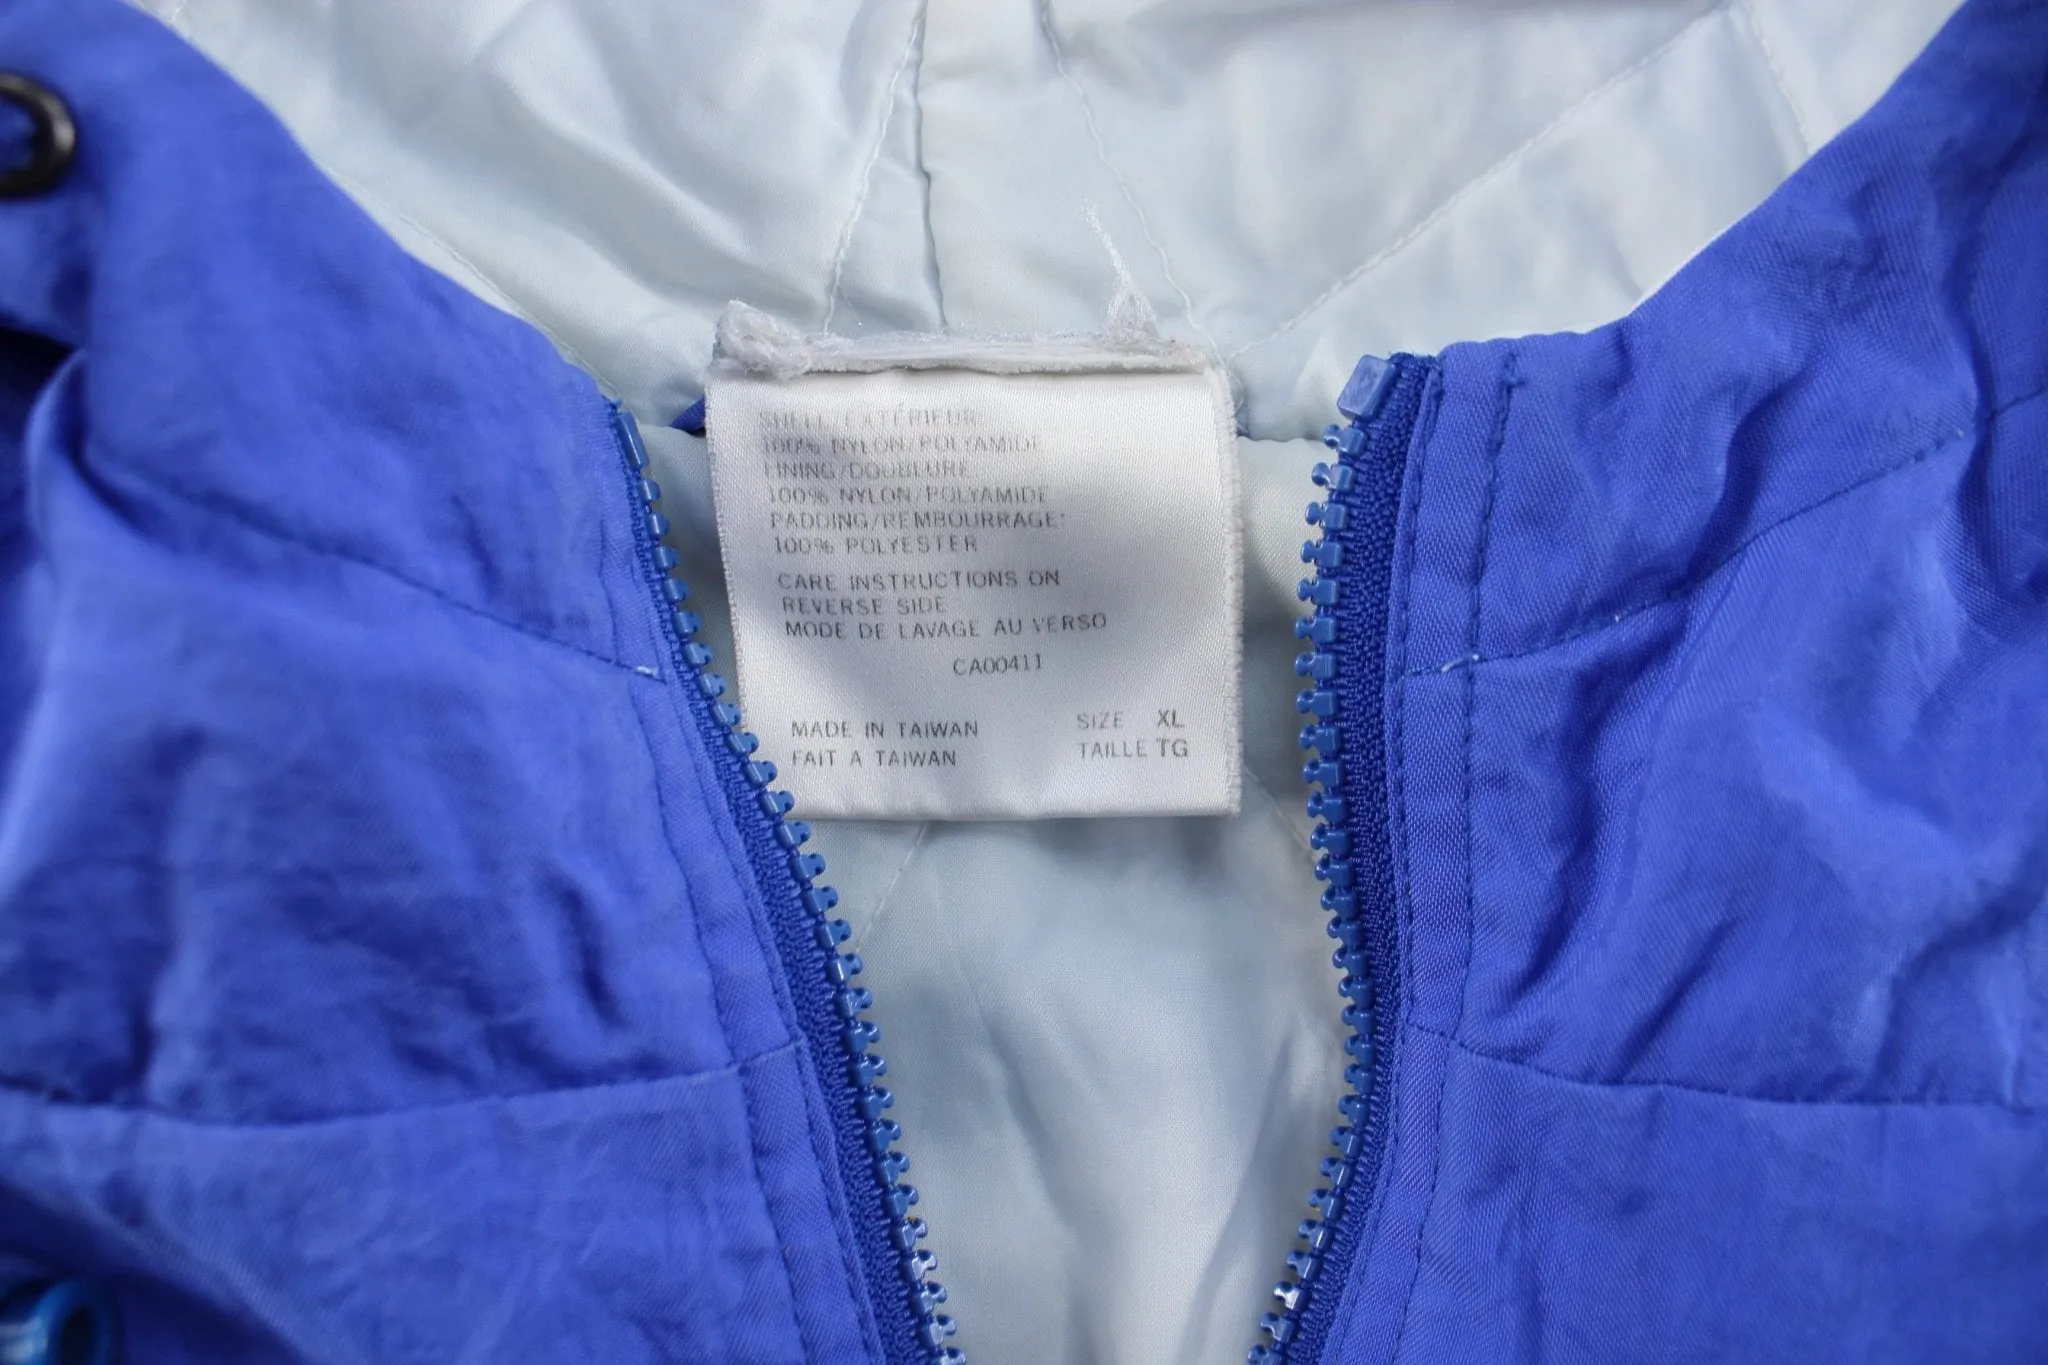 SHELL/EXTÉRIEUR:
100% NYLON/POLYAMIDE
LINING/DOUBLURE
100% NYLON/POLYAMIDE
PADDING/REMBOURRAGE:
100% POLYESTER
CARE INSTRUCTIONS ON
REVERSE SIDE
MODE DE LAVAGE AU VERSO
CA00411
MADE IN TAIWAN
FAIT A TAIWAN
SIZE XL
TAILLE TG